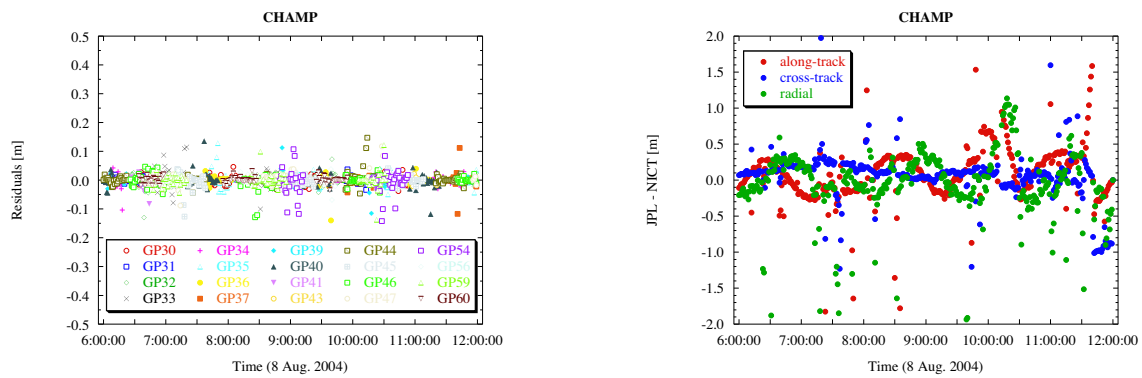 CHAMP
0.5
0.4
0.3
0.2
0.1
0.0
-0.1
-0.2
-0.3
-0.4
-0.5
Residuals [m]
GP30 GP34 GP39 GP44 GP54
GP31 GP35 GP40 GP45 GP56
GP32 GP36 GP41 GP46 GP59
GP33 GP37 GP43 GP47 GP60
6:00:00 7:00:00 8:00:00 9:00:00 10:00:00 11:00:00 12:00:00
Time (8 Aug. 2004)
CHAMP
2.0
1.5
1.0
0.5
0.0
-0.5
-1.0
-1.5
-2.0
JPL - NICT [m]
along-track
cross-track
radial
6:00:00 7:00:00 8:00:00 9:00:00 10:00:00 11:00:00 12:00:00
Time (8 Aug. 2004)